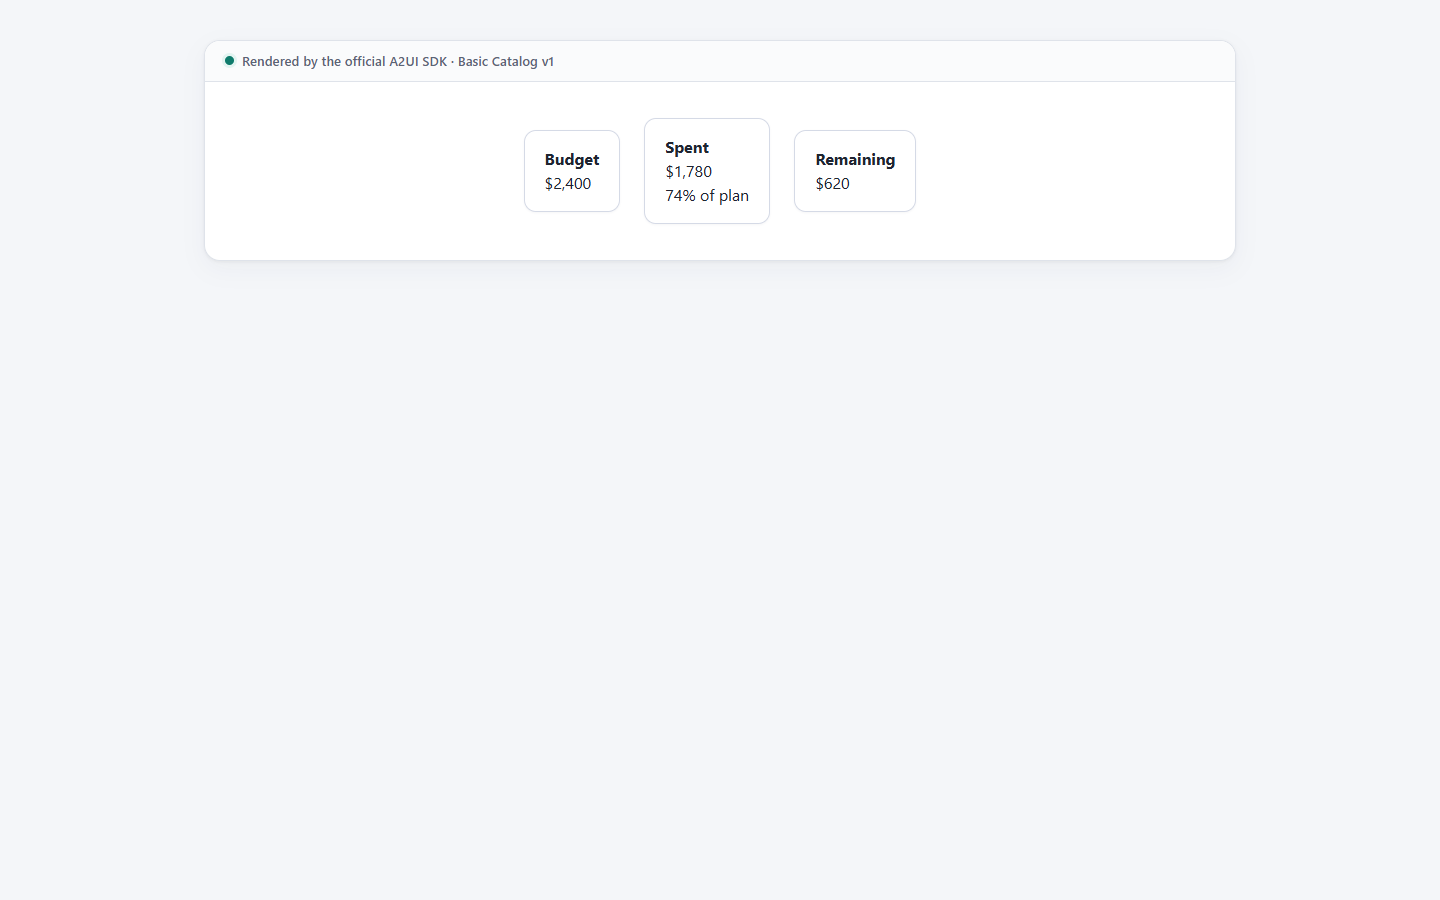 Rendered by the official A2UI SDK · Basic Catalog v1
Budget
$2,400
Spent
$1,780
74% of plan
Remaining
$620